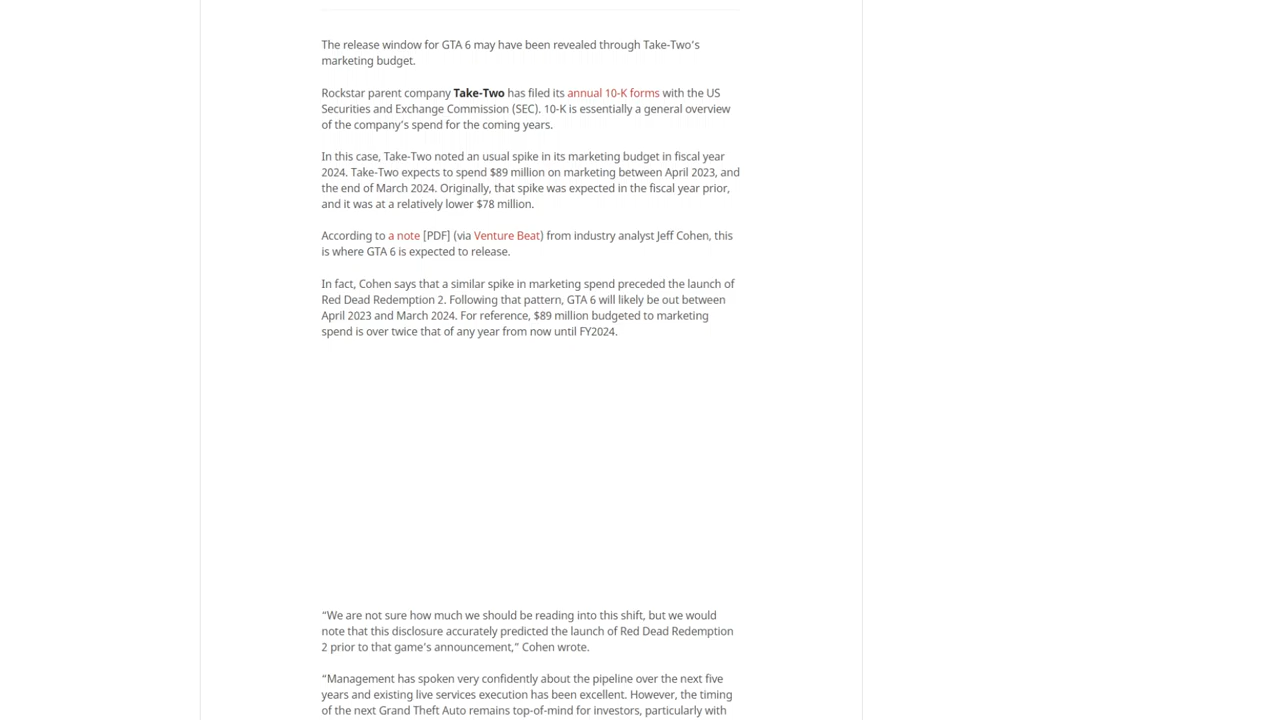 The release window for GTA 6 may have been revealed through Take-Two's
marketing budget.
Rockstar parent company Take-Two has filed its annual 10-K forms with the US
Securities and Exchange Commission (SEC). 10-K is essentially a general overview
of the company's spend for the coming years.
In this case, Take-Two noted an usual spike in its marketing budget in fiscal year
2024. Take-Two expects to spend $89 million on marketing between April 2023, and
the end of March 2024. Originally, that spike was expected in the fiscal year prior,
and it was at a relatively lower $78 million.
According to a note [PDF] (via Venture Beat) from industry analyst Jeff Cohen, this
is where GTA 6 is expected to release.
In fact, Cohen says that a similar spike in marketing spend preceded the launch of
Red Dead Redemption 2. Following that pattern, GTA 6 will likely be out between
April 2023 and March 2024. For reference, $89 million budgeted to marketing
spend is over twice that of any year from now until FY2024.
“We are not sure how much we should be reading into this shift, but we would
note that this disclosure accurately predicted the launch of Red Dead Redemption
2 prior to that game's announcement,” Cohen wrote.
“Management has spoken very confidently about the pipeline over the next five
years and existing live services execution has been excellent. However, the timing
of the next Grand Theft Auto remains top-of-mind for investors, particularly with